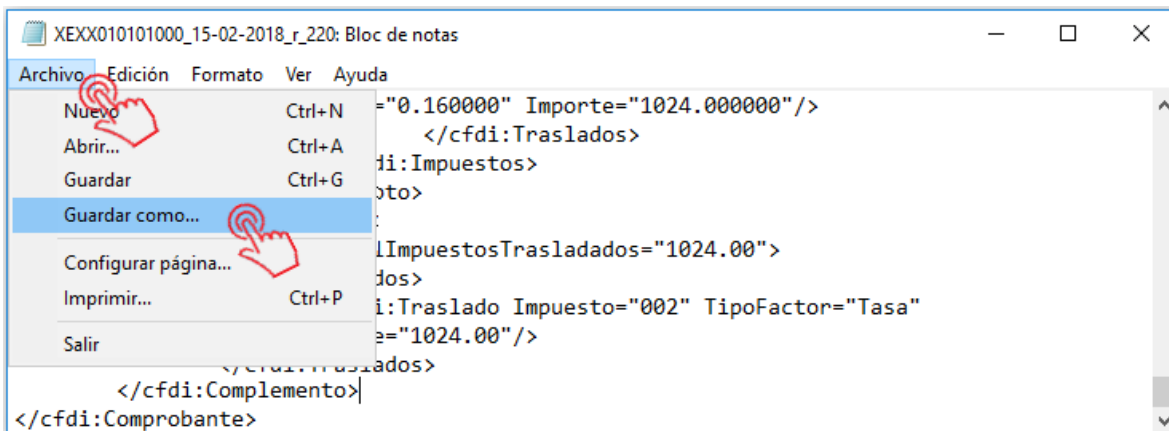 XEXX010101000_15-02-2018_r_220: Bloc de notas
Archivo Edición Formato Ver Ayuda
Nuevo Ctrl+N
Abrir... Ctrl+A
Guardar Ctrl+G
Guardar como...
Configurar página...
Imprimir... Ctrl+P
Salir
="0.160000" Importe="1024.000000"/>
</cfdi:Traslados>
di:Impuestos>
pto>
:
lImpuestosTrasladados="1024.00">
dos>
i:Traslado Impuesto="002" TipoFactor="Tasa"
e="1024.00"/>
ados>
</cfdi:Complemento>
</cfdi:Comprobante>